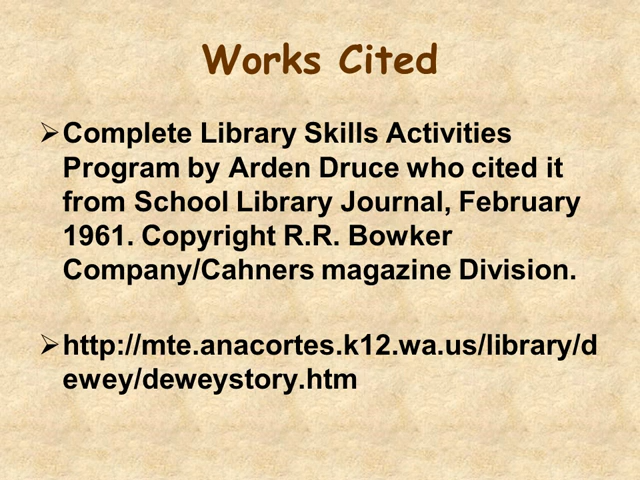 Works Cited
Complete Library Skills Activities
Program by Arden Druce who cited it
from School Library Journal, February
1961. Copyright R.R. Bowker
Company/Cahners magazine Division.
http://mte.anacortes.k12.wa.us/library/d
ewey/deweystory.htm